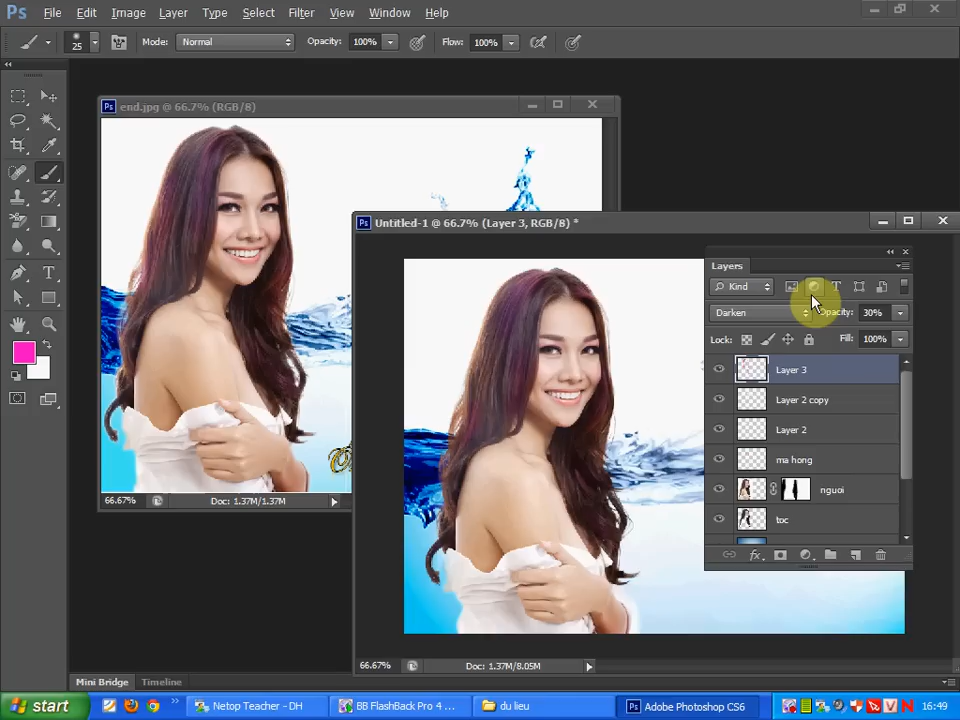 Ps File Edit Image Layer Type Select Filter View Window Help
25 Mode: Normal Opacity: 100% Flow: 100%
Ps end.jpg @ 66.7% (RGB/8)
66.67% Doc: 1.37M/1.37M
Ps Untitled-1 @ 66.7% (Layer 3, RGB/8) *
Layers
Kind
Darken Opacity: 30%
Lock: Fill: 100%
Layer 3
Layer 2 copy
Layer 2
ma hong
nguoi
toc
fx
66.67% Doc: 1.37M/8.05M
Mini Bridge Timeline
start Netop Teacher - DH BB FlashBack Pro 4 ... du lieu Adobe Photoshop CS6 16:49